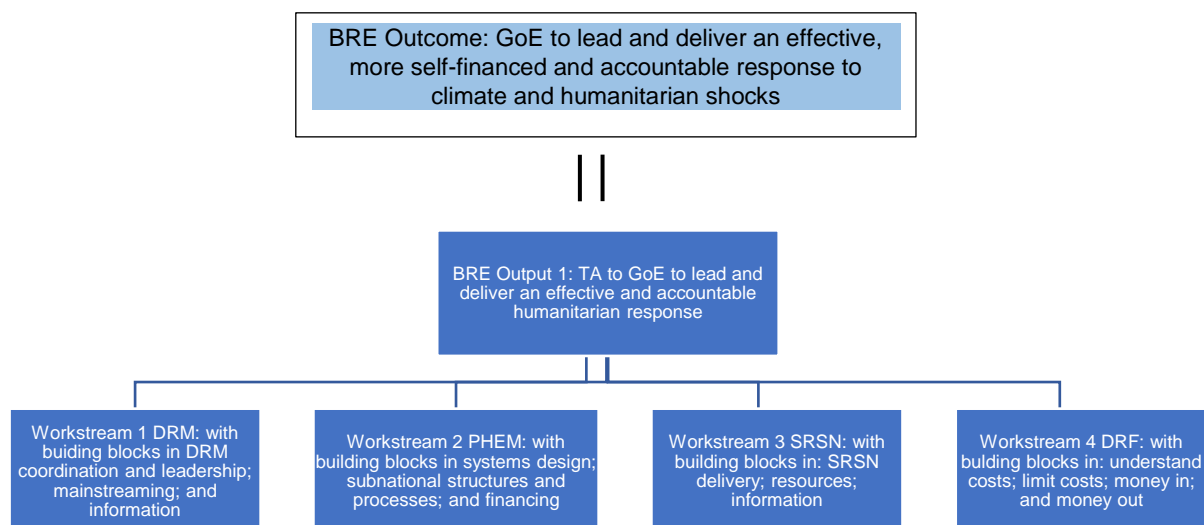 BRE Outcome: GoE to lead and deliver an effective,
more self-financed and accountable response to
climate and humanitarian shocks
BRE Output 1: TA to GoE to lead and
deliver an effective and accountable
humanitarian response
Workstream 1 DRM: with
buiding blocks in DRM
coordination and leadership;
mainstreaming; and
information
Workstream 2 PHEM: with
building blocks in systems design;
subnational structures and
processes; and financing
Workstream 3 SRSN: with
building blocks in: SRSN
delivery; resources;
information
Workstream 4 DRF: with
bulding blocks in: understand
costs; limit costs; money in;
and money out